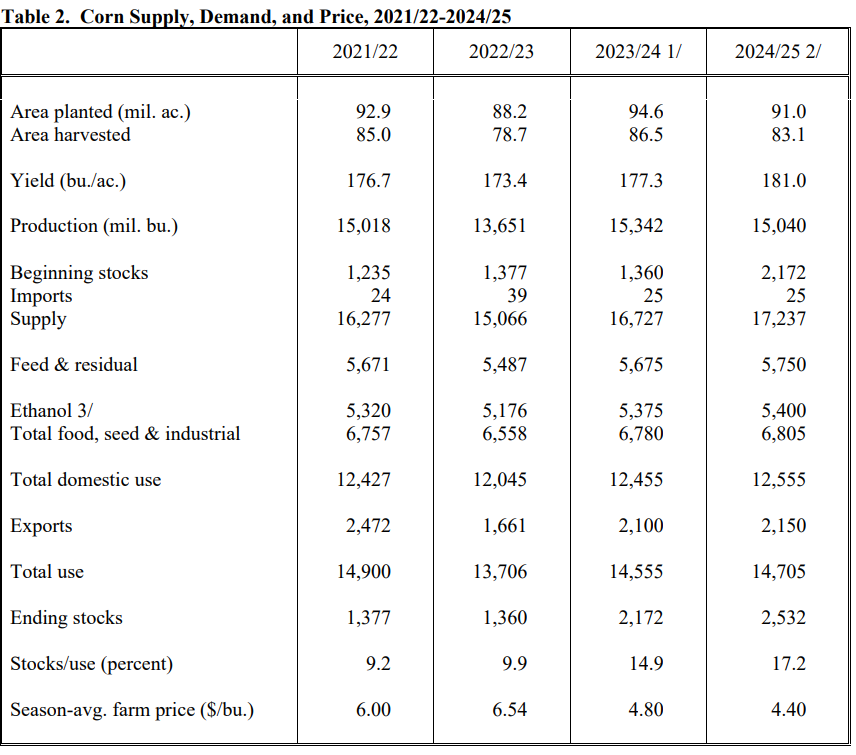 Table 2.  Corn Supply, Demand, and Price, 2021/22-2024/25
2021/22 2022/23 2023/24 1/ 2024/25 2/
Area planted (mil. ac.) 92.9 88.2 94.6 91.0
Area harvested 85.0 78.7 86.5 83.1
Yield (bu./ac.) 176.7 173.4 177.3 181.0
Production (mil. bu.) 15,018 13,651 15,342 15,040
Beginning stocks 1,235 1,377 1,360 2,172
Imports 24 39 25 25
Supply 16,277 15,066 16,727 17,237
Feed & residual 5,671 5,487 5,675 5,750
Ethanol 3/ 5,320 5,176 5,375 5,400
Total food, seed & industrial 6,757 6,558 6,780 6,805
Total domestic use 12,427 12,045 12,455 12,555
Exports 2,472 1,661 2,100 2,150
Total use 14,900 13,706 14,555 14,705
Ending stocks 1,377 1,360 2,172 2,532
Stocks/use (percent) 9.2 9.9 14.9 17.2
Season-avg. farm price ($/bu.) 6.00 6.54 4.80 4.40